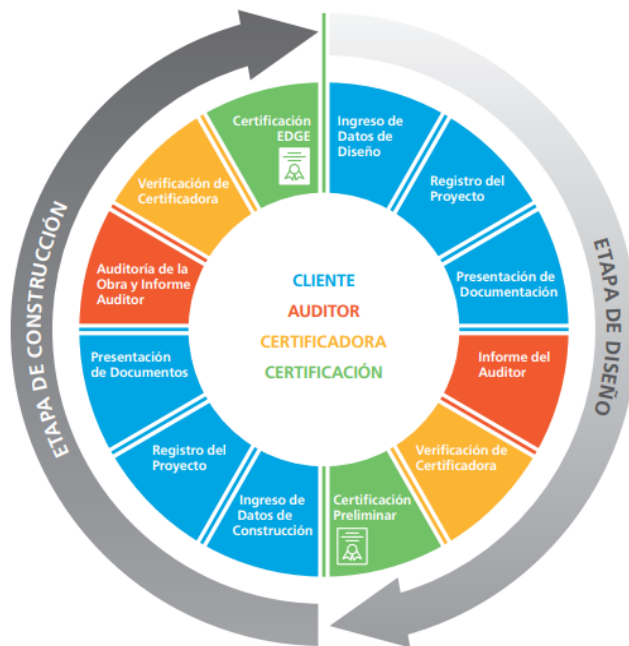 Ingreso de
Datos de
Diseño
Registro del
Proyecto
Presentación de
Documentación
Informe del
Auditor
Verificación de
Certificadora
Certificación
Preliminar
Ingreso de
Datos de
Construcción
Registro del
Proyecto
Presentación
de Documentos
Auditoría de la
Obra y Informe
Auditor
Verificación de
Certificadora
Certificación
EDGE
CLIENTE
AUDITOR
CERTIFICADORA
CERTIFICACIÓN
ETAPA DE DISEÑO
ETAPA DE CONSTRUCCIÓN